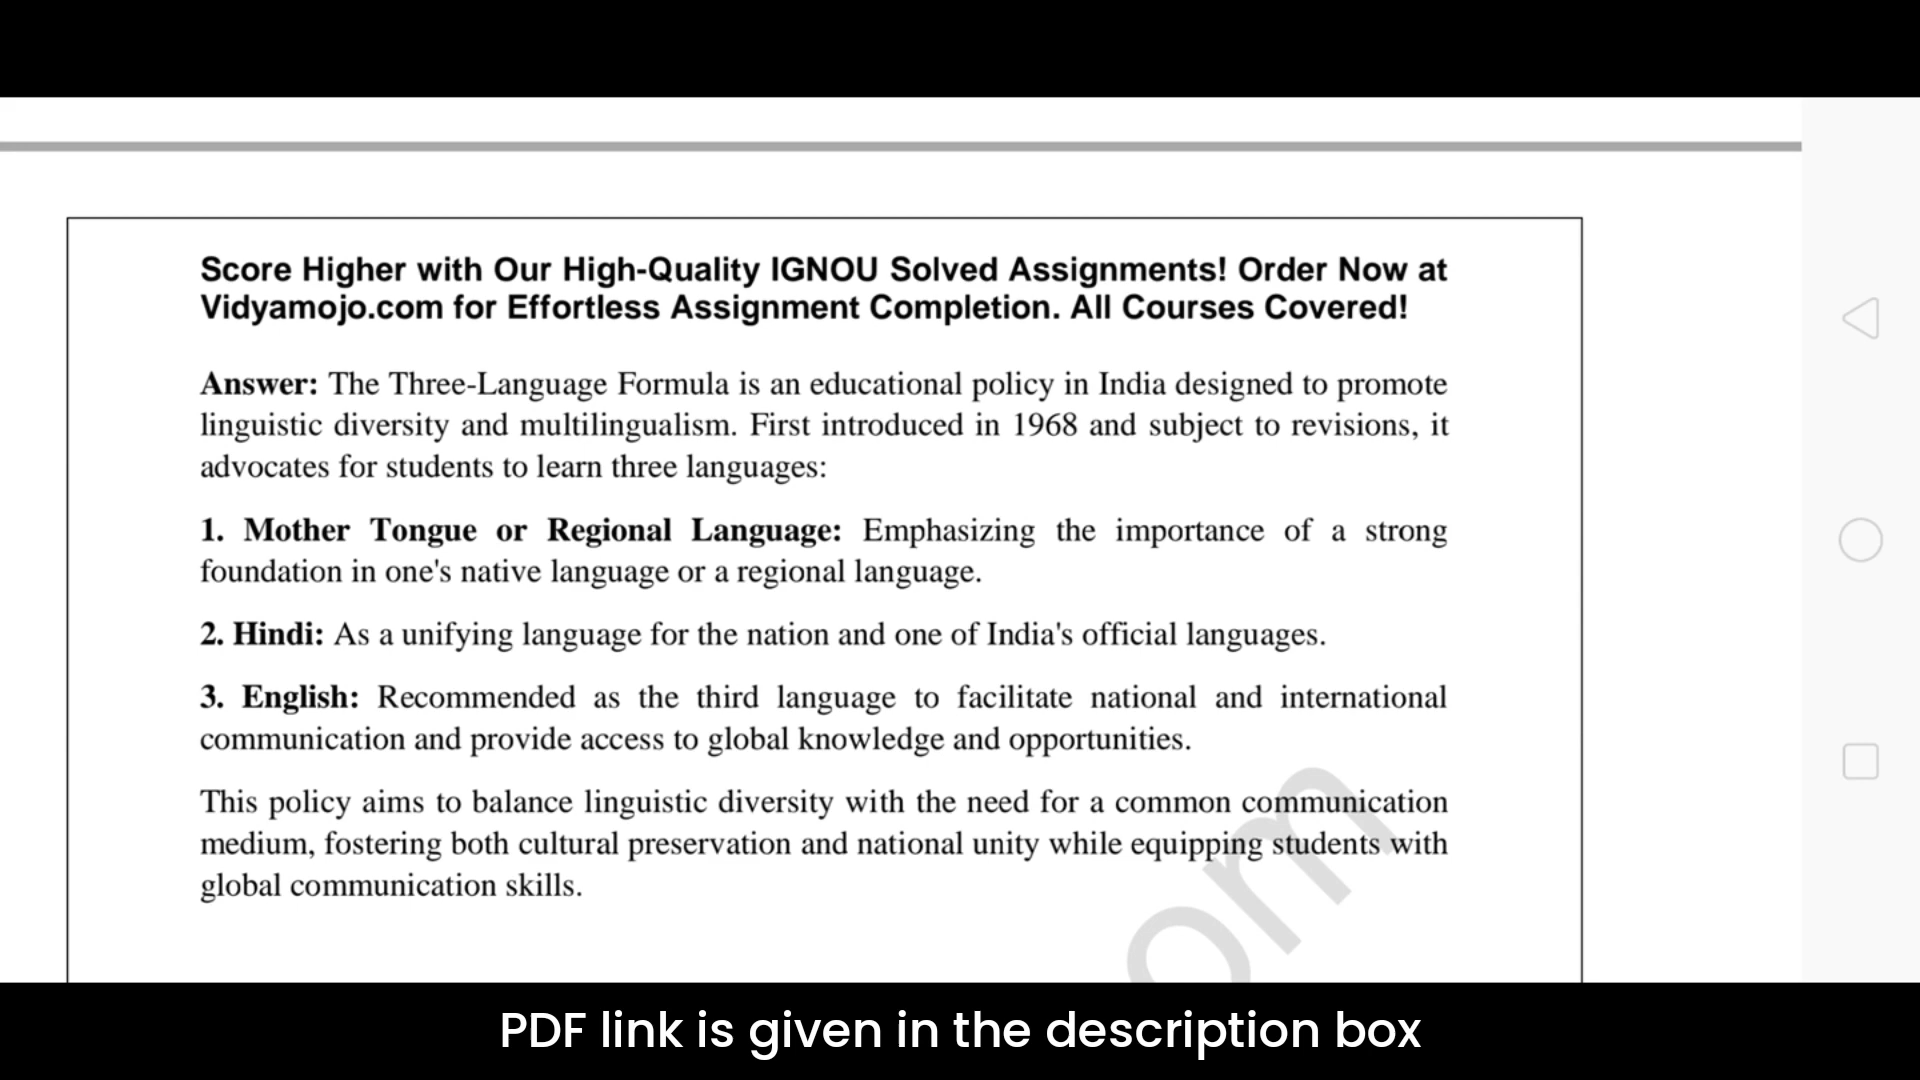 Score Higher with Our High-Quality IGNOU Solved Assignments! Order Now at
Vidyamojo.com for Effortless Assignment Completion. All Courses Covered!
Answer: The Three-Language Formula is an educational policy in India designed to promote
linguistic diversity and multilingualism. First introduced in 1968 and subject to revisions, it
advocates for students to learn three languages:
1. Mother Tongue or Regional Language: Emphasizing the importance of a strong
foundation in one's native language or a regional language.
2. Hindi: As a unifying language for the nation and one of India's official languages.
3. English: Recommended as the third language to facilitate national and international
communication and provide access to global knowledge and opportunities.
This policy aims to balance linguistic diversity with the need for a common communication
medium, fostering both cultural preservation and national unity while equipping students with
global communication skills.
om
PDF link is given in the description box